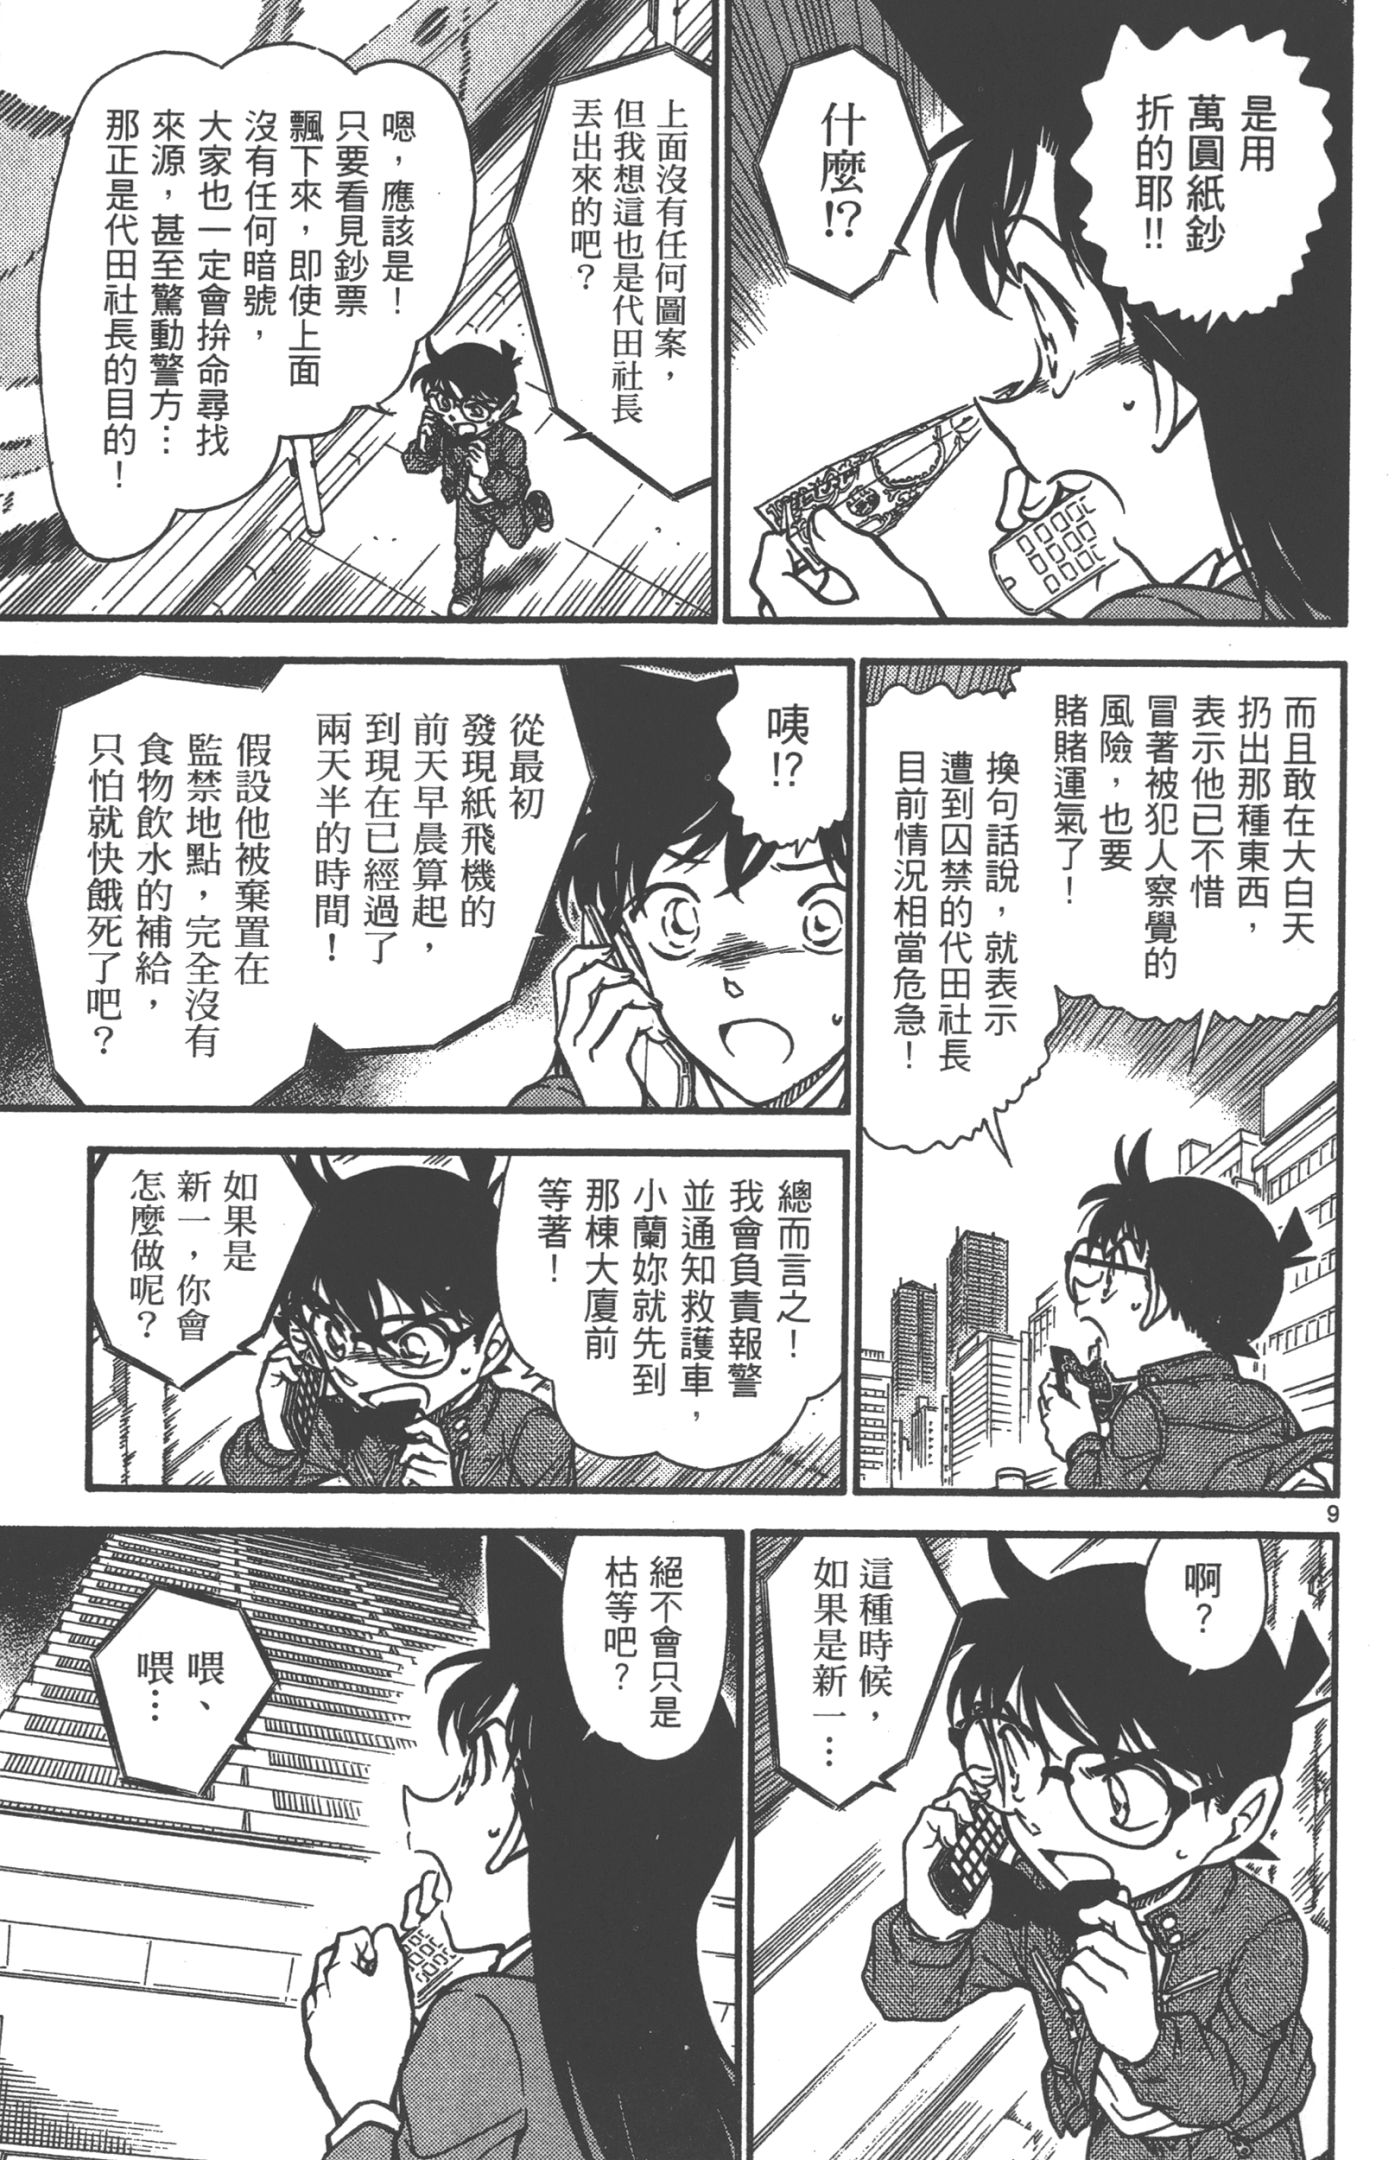 是用
萬圓紙鈔
折的耶!!
什麼!?
上面沒有任何圖案，
但我想這也是代田社長
丟出來的吧？
嗯，應該是！
只要看見鈔票
飄下來，即使上面
沒有任何暗號，
大家也一定會拚命尋找
來源，甚至驚動警方…
那正是代田社長的目的！
而且敢在大白天
扔出那種東西，
表示他已不惜
冒著被犯人察覺的
風險，也要
賭賭運氣了！
換句話說，就表示
遭到囚禁的代田社長
目前情況相當危急！
咦!?
從最初
發現紙飛機的
前天早晨算起，
到現在已經過了
兩天半的時間！
假設他被棄置在
監禁地點，完全沒有
食物飲水的補給，
只怕就快餓死了吧？
總而言之！
我會負責報警
並通知救護車，
小蘭妳就先到
那棟大廈前
等著！
如果是
新一，你會
怎麼做呢？
9
啊？
這種時候，
如果是新一…
絕不會只是
枯等吧？
喂、
喂…